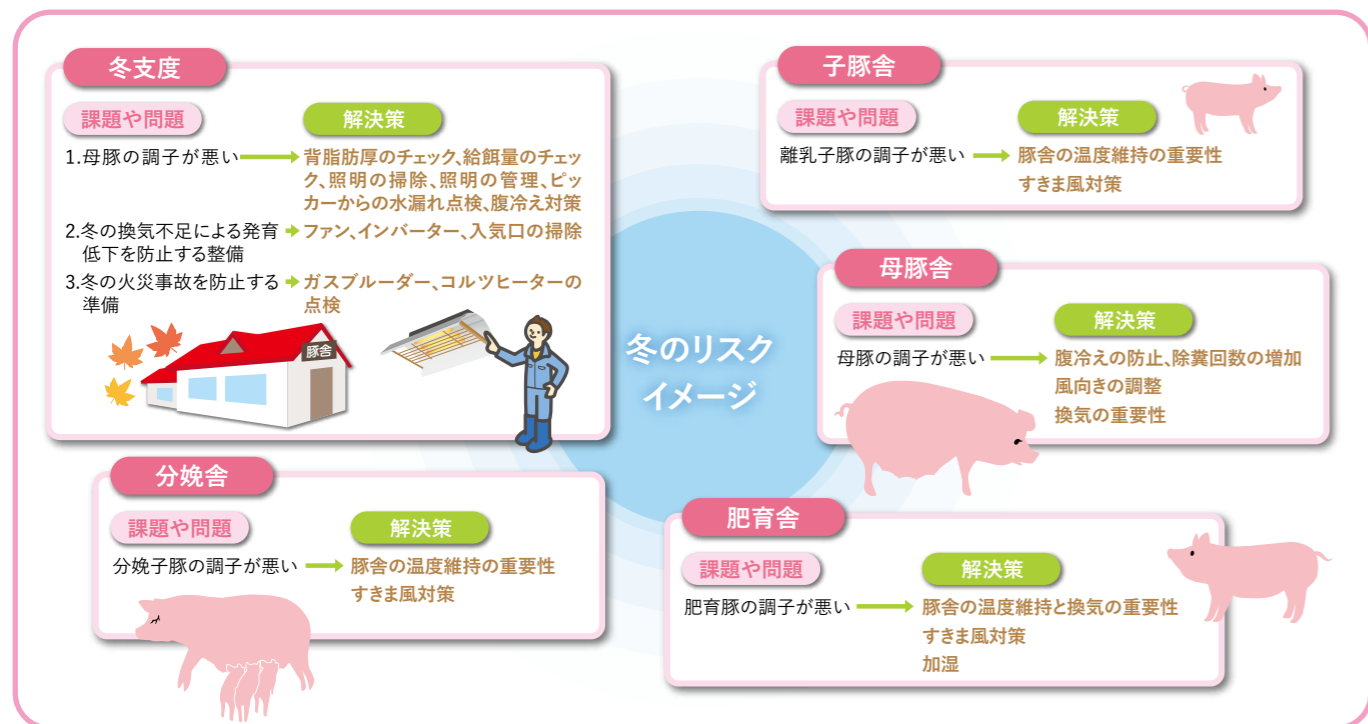 冬支度
課題や問題
解決策
1.母豚の調子が悪い
背脂肪厚のチェック、給餌量のチェッ
ク、照明の掃除、照明の管理、ピッ
カーからの水漏れ点検、腹冷え対策
2.冬の換気不足による発育
低下を防止する整備
ファン、インバーター、入気口の掃除
3.冬の火災事故を防止する
準備
ガスブルーダー、コルツヒーターの
点検
豚舎
分娩舎
課題や問題
解決策
分娩子豚の調子が悪い
豚舎の温度維持の重要性
すきま風対策
冬のリスク
イメージ
子豚舎
課題や問題
解決策
離乳子豚の調子が悪い
豚舎の温度維持の重要性
すきま風対策
母豚舎
課題や問題
解決策
母豚の調子が悪い
腹冷えの防止、除糞回数の増加
風向きの調整
換気の重要性
肥育舎
課題や問題
解決策
肥育豚の調子が悪い
豚舎の温度維持と換気の重要性
すきま風対策
加湿